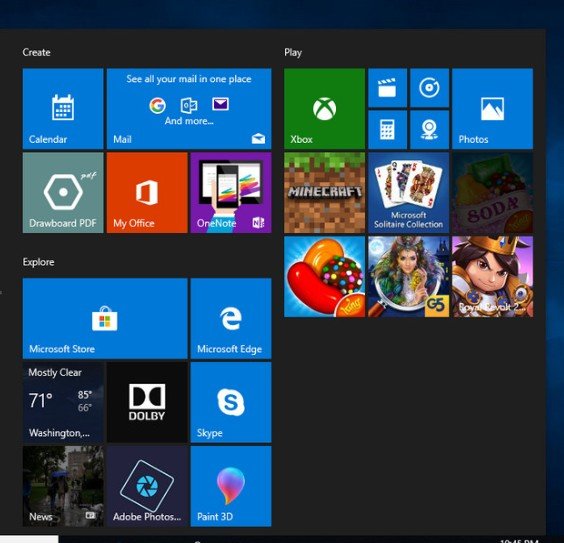 Create
Play
See all your mail in one place
And more...
Calendar
Mail
Xbox
Photos
pdf
Drawboard PDF
My Office
OneNote
MINECRAFT
Microsoft
Solitaire Collection
SODA
King
Explore
Microsoft Store
Microsoft Edge
King
G5
Royal Revolt 2...
Mostly Clear
71°
85°
66°
Washington,...
DOLBY
Skype
News
Adobe Photos...
Paint 3D
10:45 PM